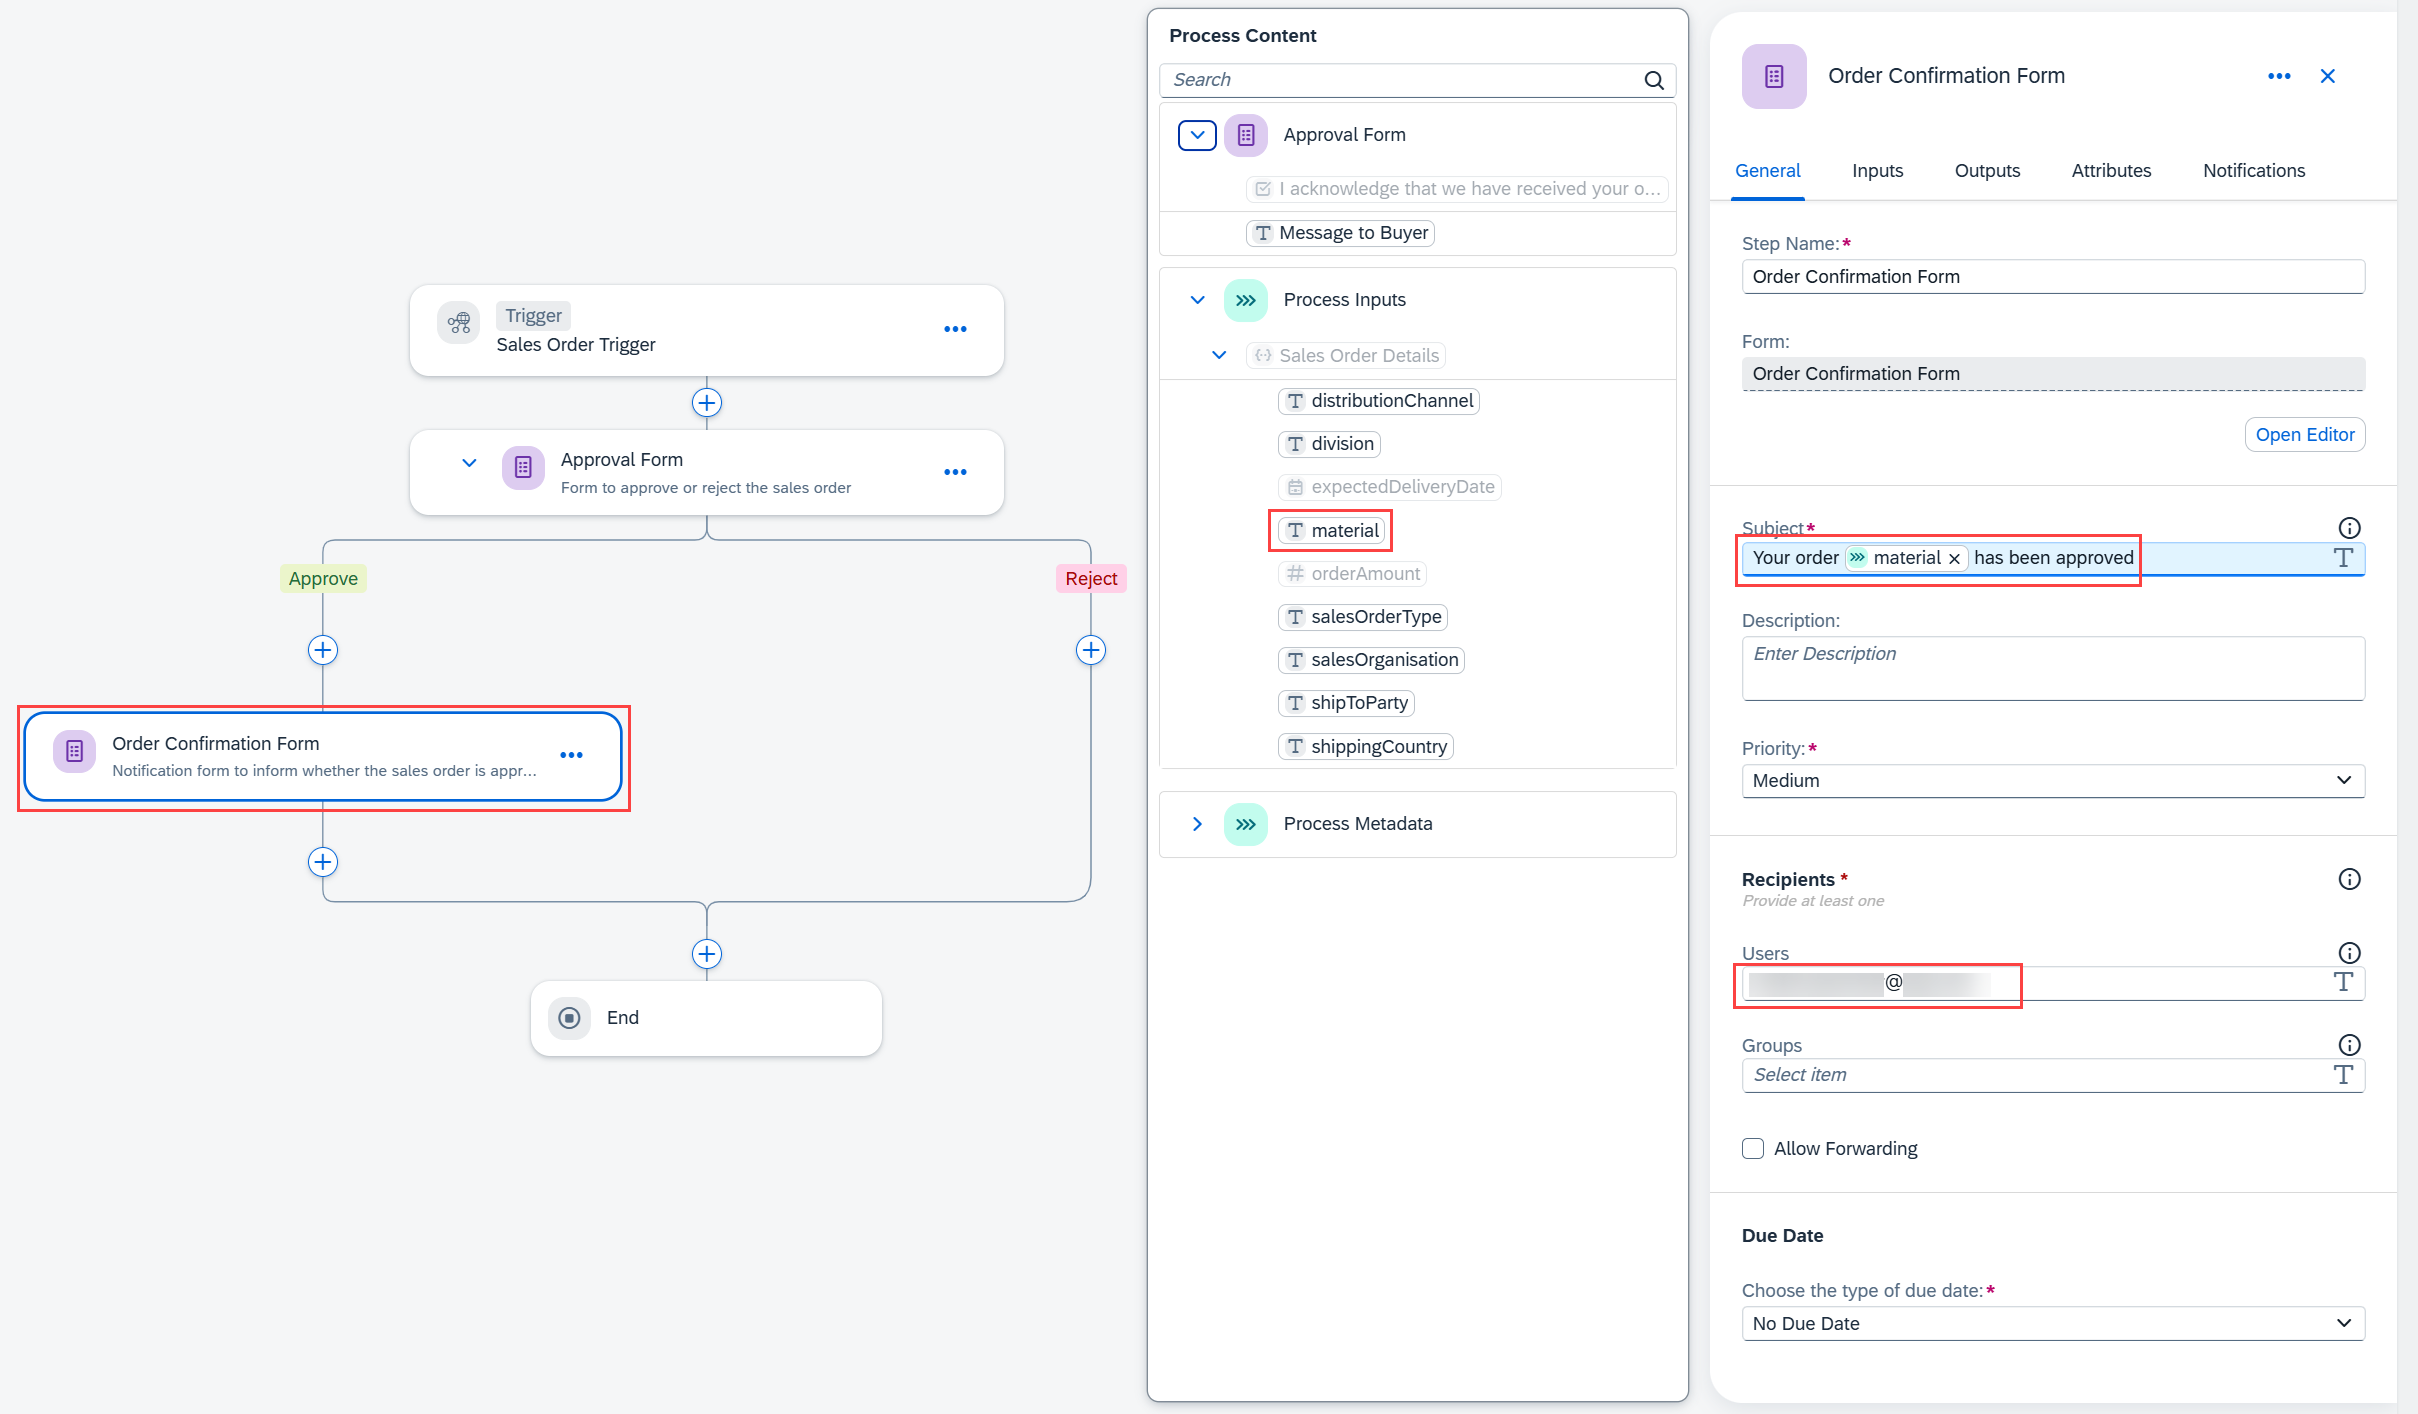 Trigger
Sales Order Trigger
Approval Form
Form to approve or reject the sales order
Approve
Reject
Order Confirmation Form
Notification form to inform whether the sales order is appr...
End
Process Content
Search
Approval Form
I acknowledge that we have received your o...
Message to Buyer
Process Inputs
Sales Order Details
distributionChannel
division
expectedDeliveryDate
material
orderAmount
salesOrderType
salesOrganisation
shipToParty
shippingCountry
Process Metadata
Order Confirmation Form
General Inputs Outputs Attributes Notifications
Step Name:*
Order Confirmation Form
Form:
Order Confirmation Form
Open Editor
Subject*
Your order material × has been approved
Description:
Enter Description
Priority:*
Medium
Recipients *
Provide at least one
Users
@
Groups
Select item
Allow Forwarding
Due Date
Choose the type of due date:*
No Due Date